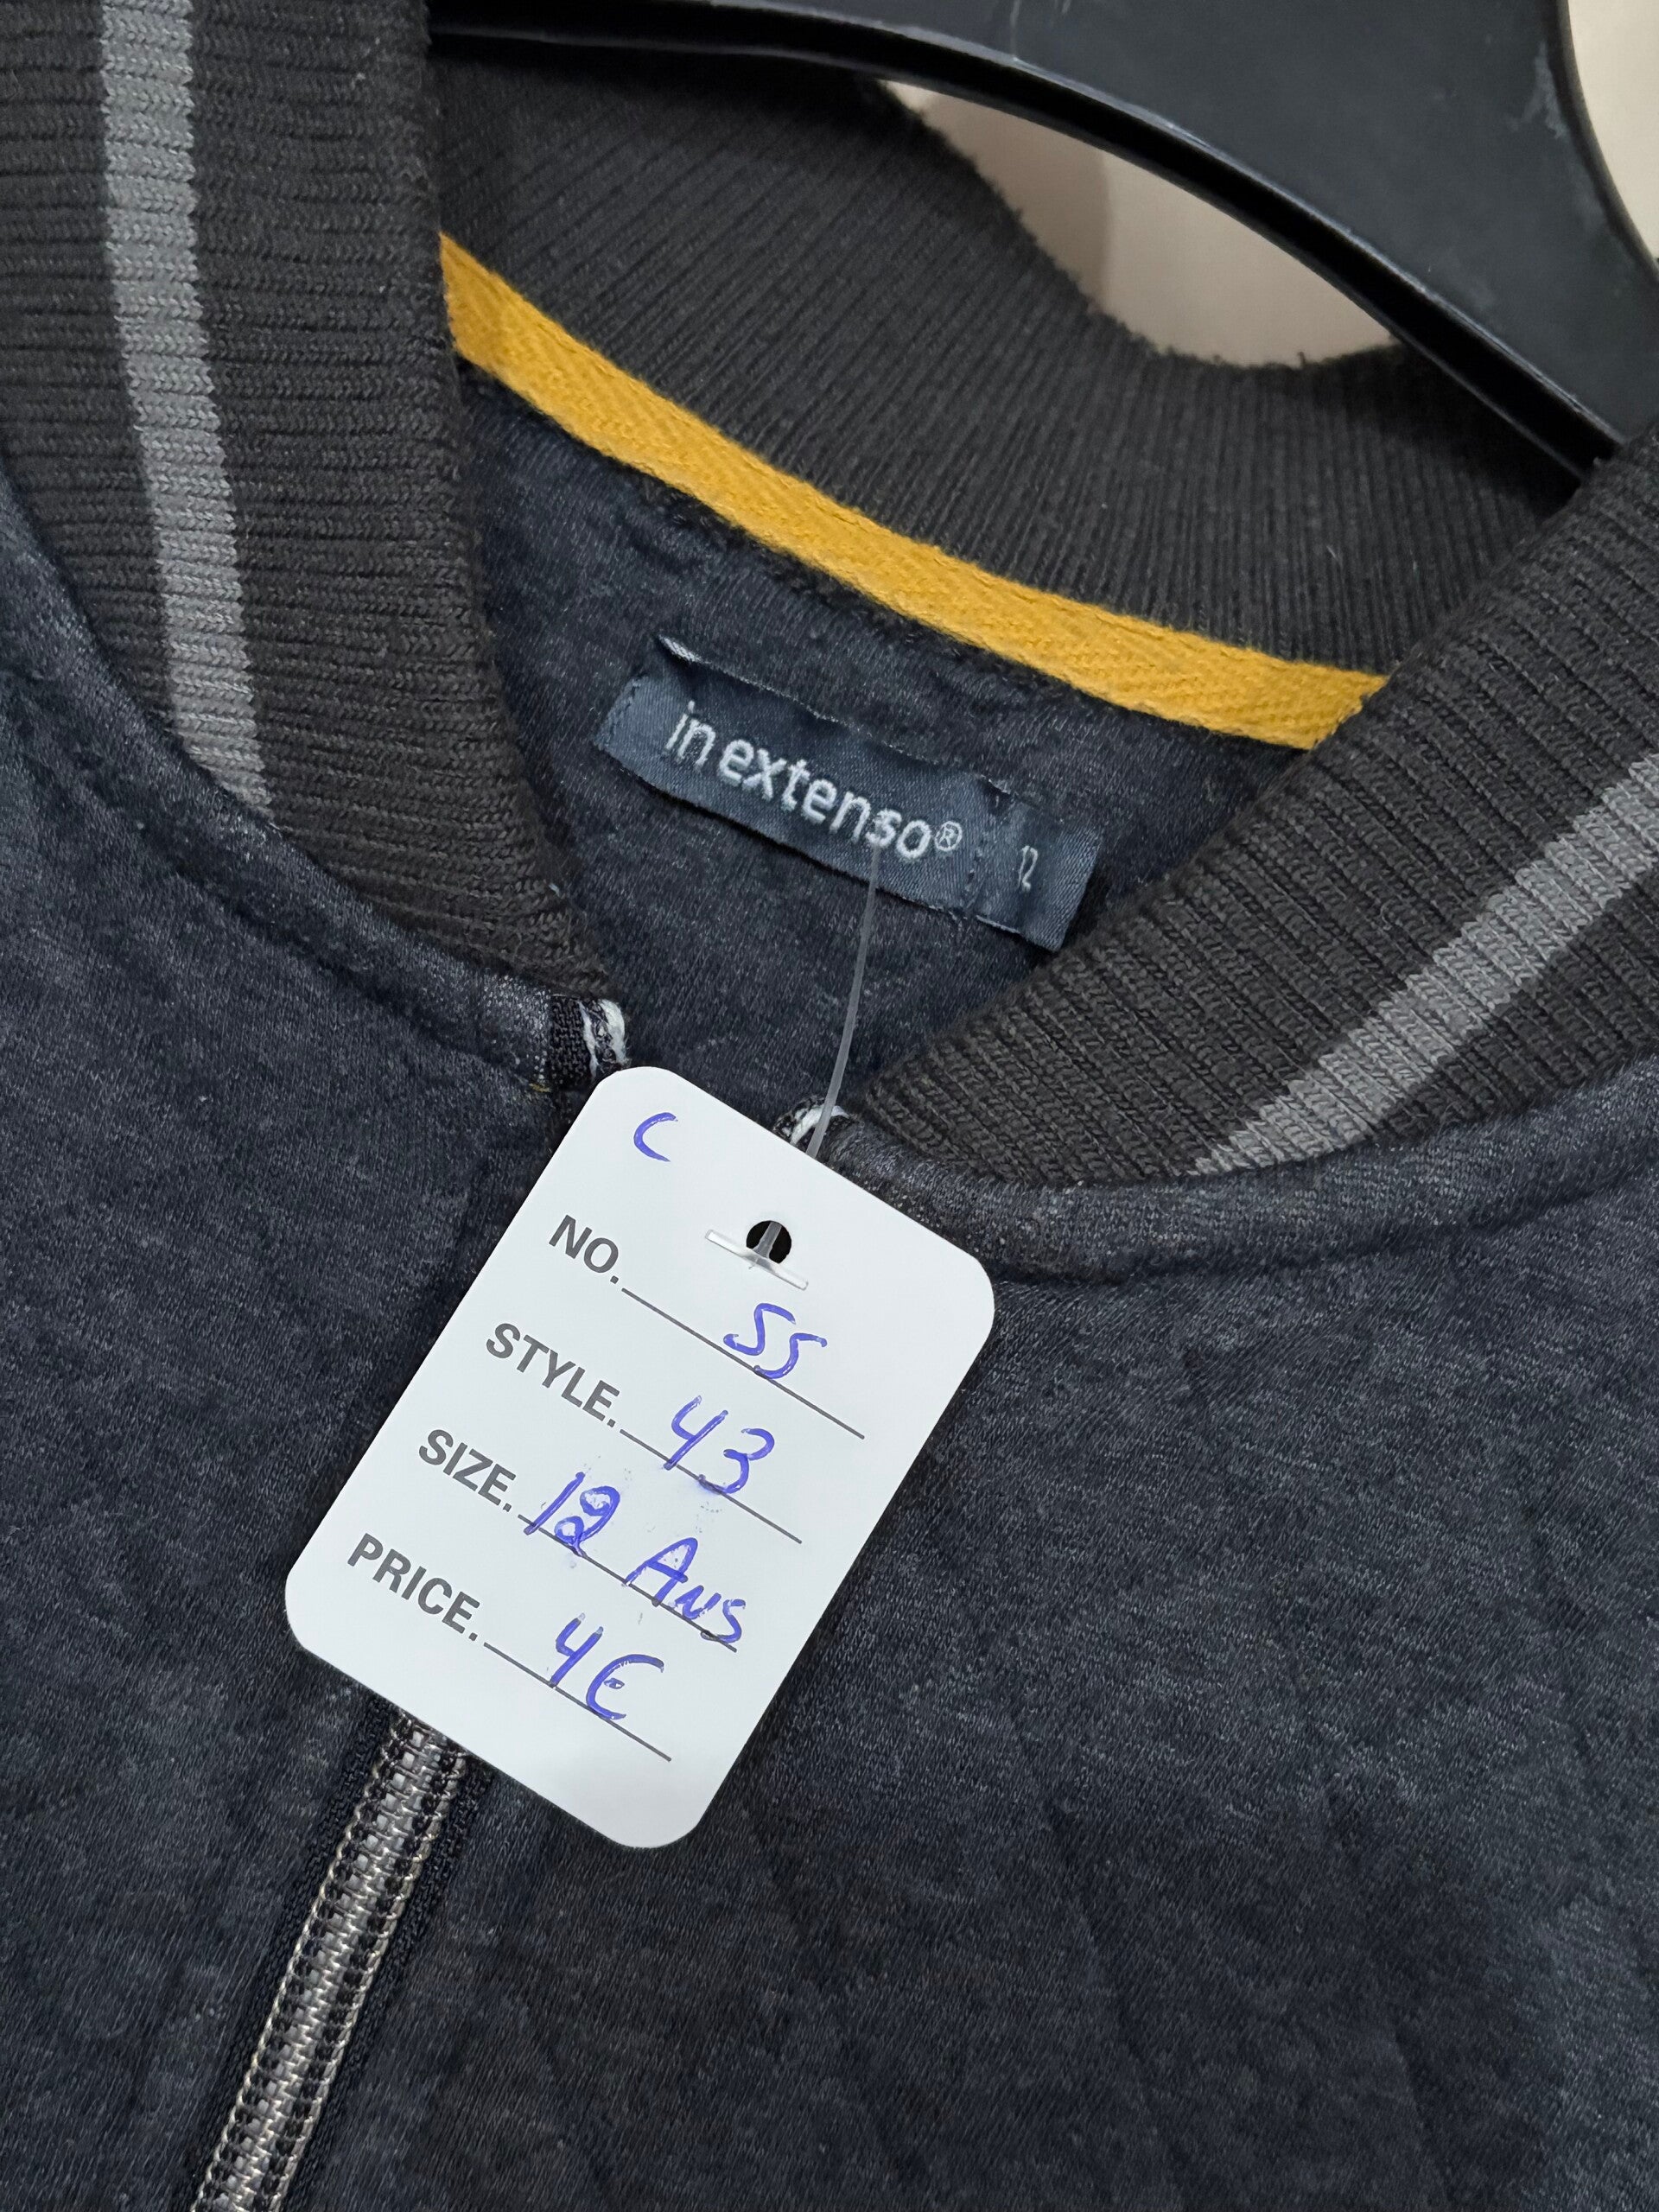 in extenso® 12
C
NO. 55
STYLE. 43
SIZE. 12 Ans
PRICE. 4€